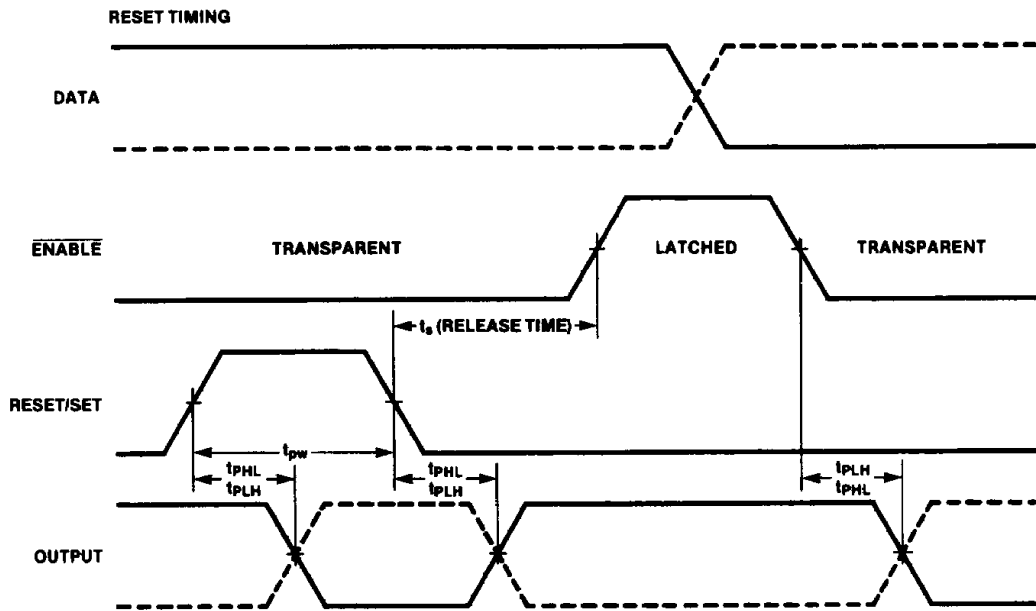 RESET TIMING
DATA
ENABLE
TRANSPARENT
LATCHED
TRANSPARENT
ts (RELEASE TIME)
RESET/SET
tpw
tPHL
tPLH
tPHL
tPLH
tPLH
tPHL
OUTPUT